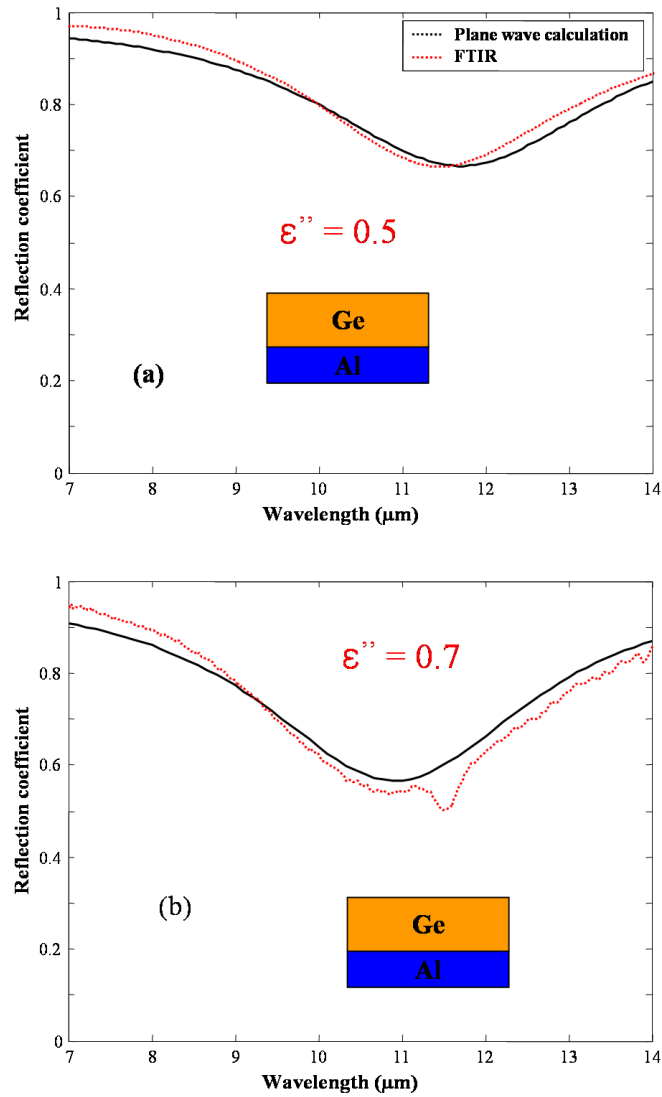 1
Plane wave calculation
FTIR
0.8
0.6
0.4
0.2
0
Reflection coefficient
ε” = 0.5
Ge
Al
(a)
7 8 9 10 11 12 13 14
Wavelength (μm)
1
0.8
0.6
0.4
0.2
0
Reflection coefficient
ε” = 0.7
(b)
Ge
Al
7 8 9 10 11 12 13 14
Wavelength (μm)